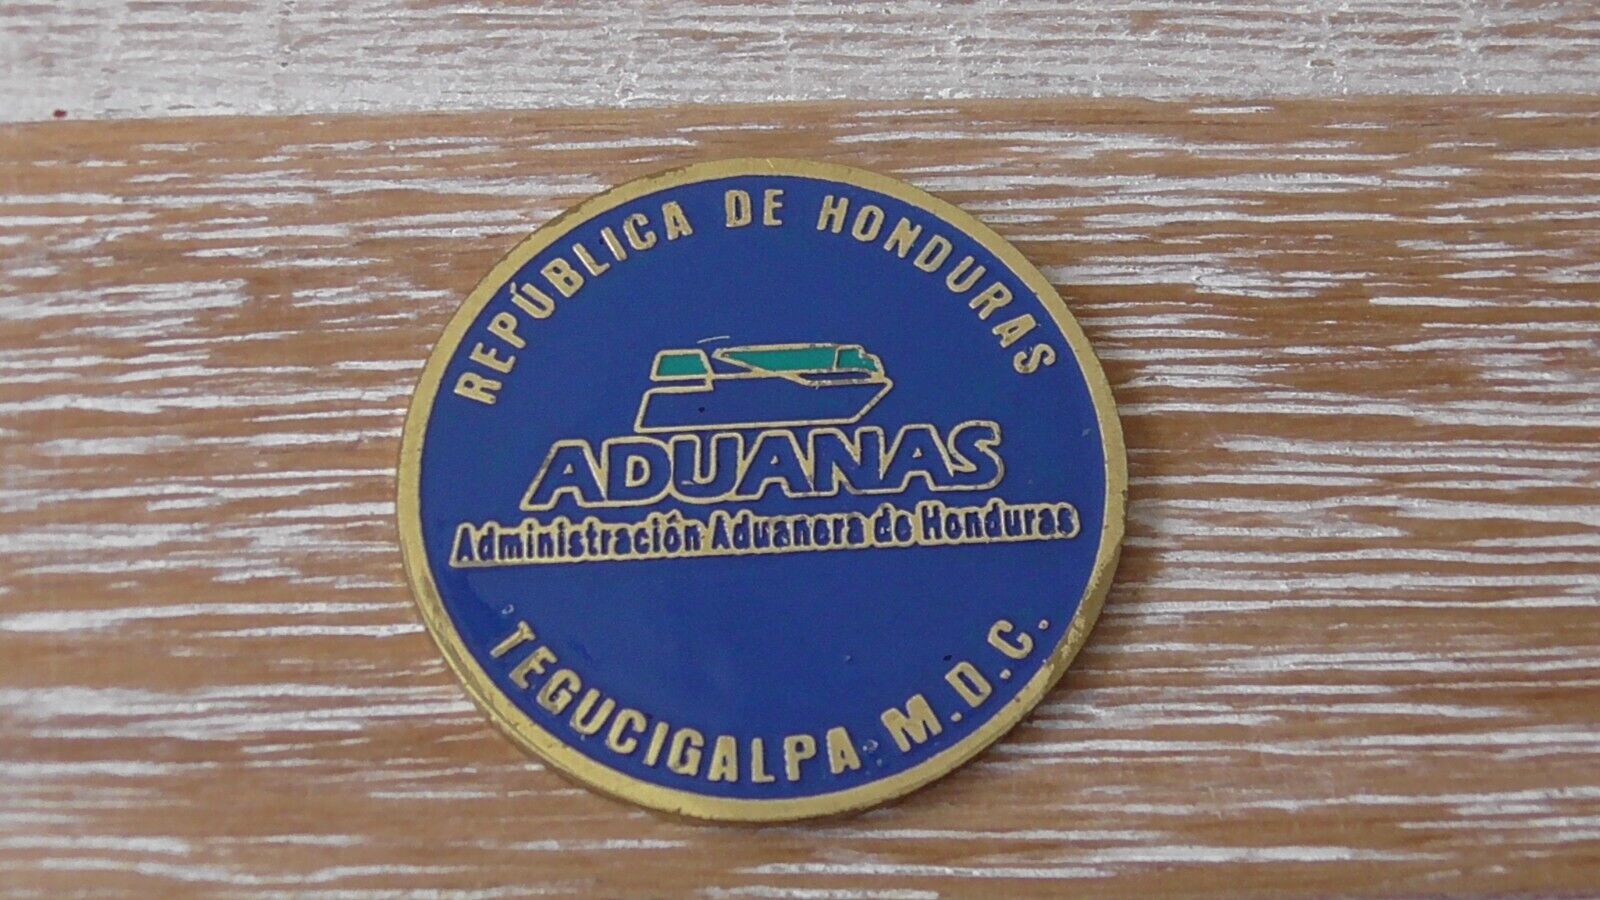 REPÚBLICA DE HONDURAS
ADUANAS
Administración Aduanera de Honduras
TEGUCIGALPA M.D.C.